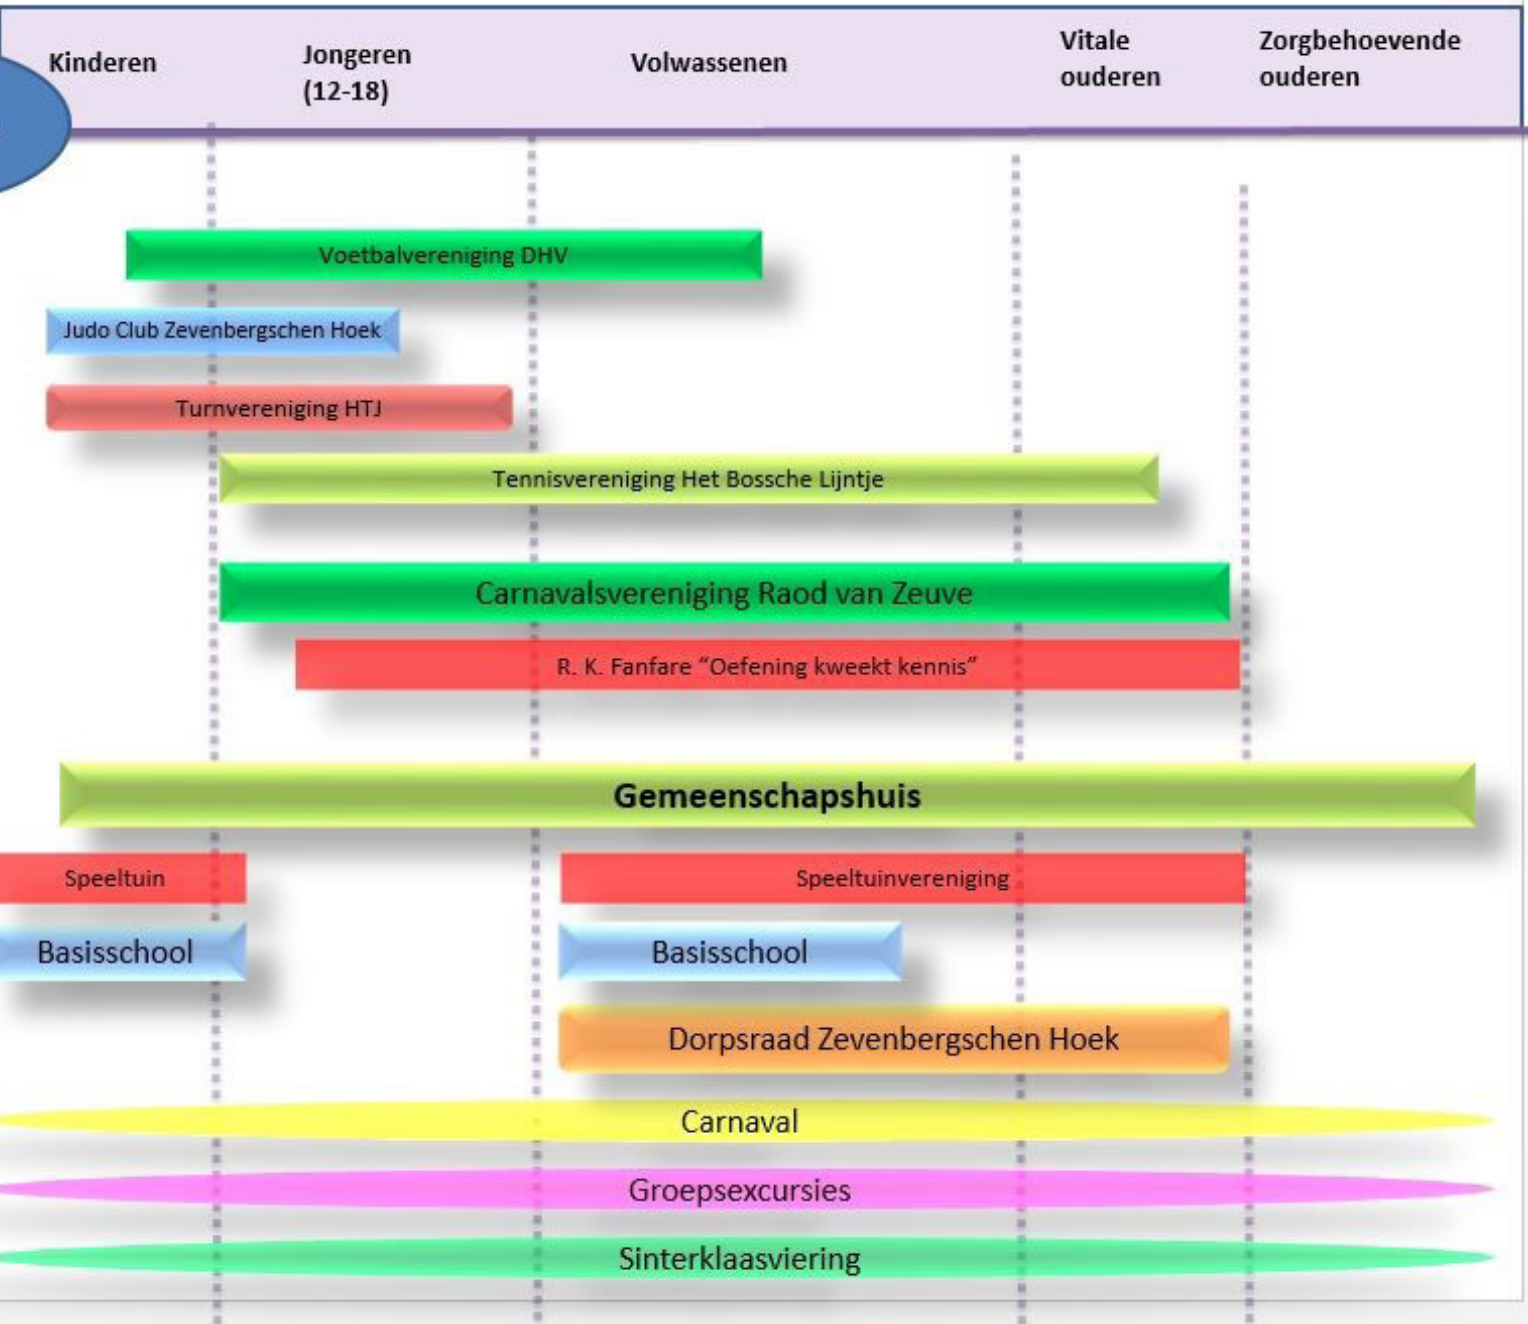 Kinderen
Jongeren
(12-18)
Volwassenen
Vitale
ouderen
Zorgbehoevende
ouderen
Voetbalvereniging DHV
Judo Club Zevenbergschen Hoek
Turnvereniging HTJ
Tennisvereniging Het Bossche Lijntje
Carnavalsvereniging Raod van Zeuve
R. K. Fanfare “Oefening kweekt kennis”
Gemeenschapshuis
Speeltuin
Speeltuinvereniging
Basisschool
Basisschool
Dorpsraad Zevenbergschen Hoek
Carnaval
Groepsexcursies
Sinterklaasviering